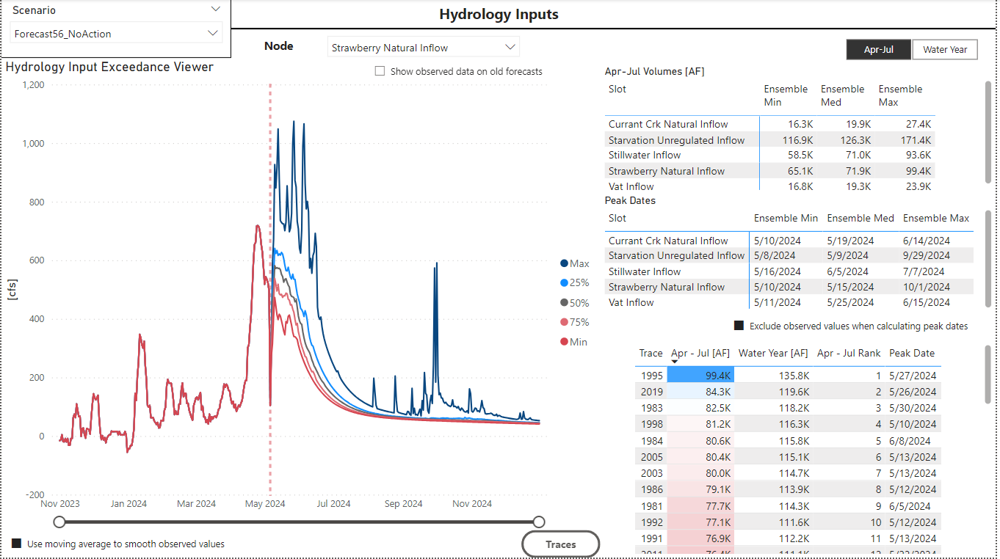 Scenario
Forecast56_NoAction
Hydrology Inputs
Node
Strawberry Natural Inflow
Apr-Jul
Water Year
Hydrology Input Exceedance Viewer
Show observed data on old forecasts
1,200
1,000
800
600
400
200
0
-200
[cfs]
Nov 2023 Jan 2024 Mar 2024 May 2024 Jul 2024 Sep 2024 Nov 2024
Max
25%
50%
75%
Min
Use moving average to smooth observed values
Traces
Apr-Jul Volumes [AF]
Slot Ensemble Min Ensemble Med Ensemble Max
Currant Crk Natural Inflow 16.3K 19.9K 27.4K
Starvation Unregulated Inflow 116.9K 126.3K 171.4K
Stillwater Inflow 58.5K 71.0K 93.6K
Strawberry Natural Inflow 65.1K 71.9K 99.4K
Vat Inflow 16.8K 19.3K 23.9K
Peak Dates
Slot Ensemble Min Ensemble Med Ensemble Max
Currant Crk Natural Inflow 5/10/2024 5/19/2024 6/14/2024
Starvation Unregulated Inflow 5/8/2024 5/9/2024 9/29/2024
Stillwater Inflow 5/16/2024 6/5/2024 7/7/2024
Strawberry Natural Inflow 5/10/2024 5/15/2024 10/1/2024
Vat Inflow 5/11/2024 5/25/2024 6/15/2024
Exclude observed values when calculating peak dates
Trace Apr - Jul [AF] Water Year [AF] Apr - Jul Rank Peak Date
1995 99.4K 135.8K 1 5/27/2024
2019 84.3K 119.6K 2 5/26/2024
1983 82.5K 118.2K 3 5/30/2024
1998 81.2K 116.3K 4 5/10/2024
1984 80.6K 115.8K 5 6/8/2024
2005 80.4K 115.1K 6 5/13/2024
2003 80.0K 114.7K 7 5/13/2024
1986 79.1K 113.9K 8 5/12/2024
1981 77.7K 114.3K 9 6/5/2024
1992 77.1K 111.6K 10 5/12/2024
1991 76.9K 112.2K 11 5/13/2024